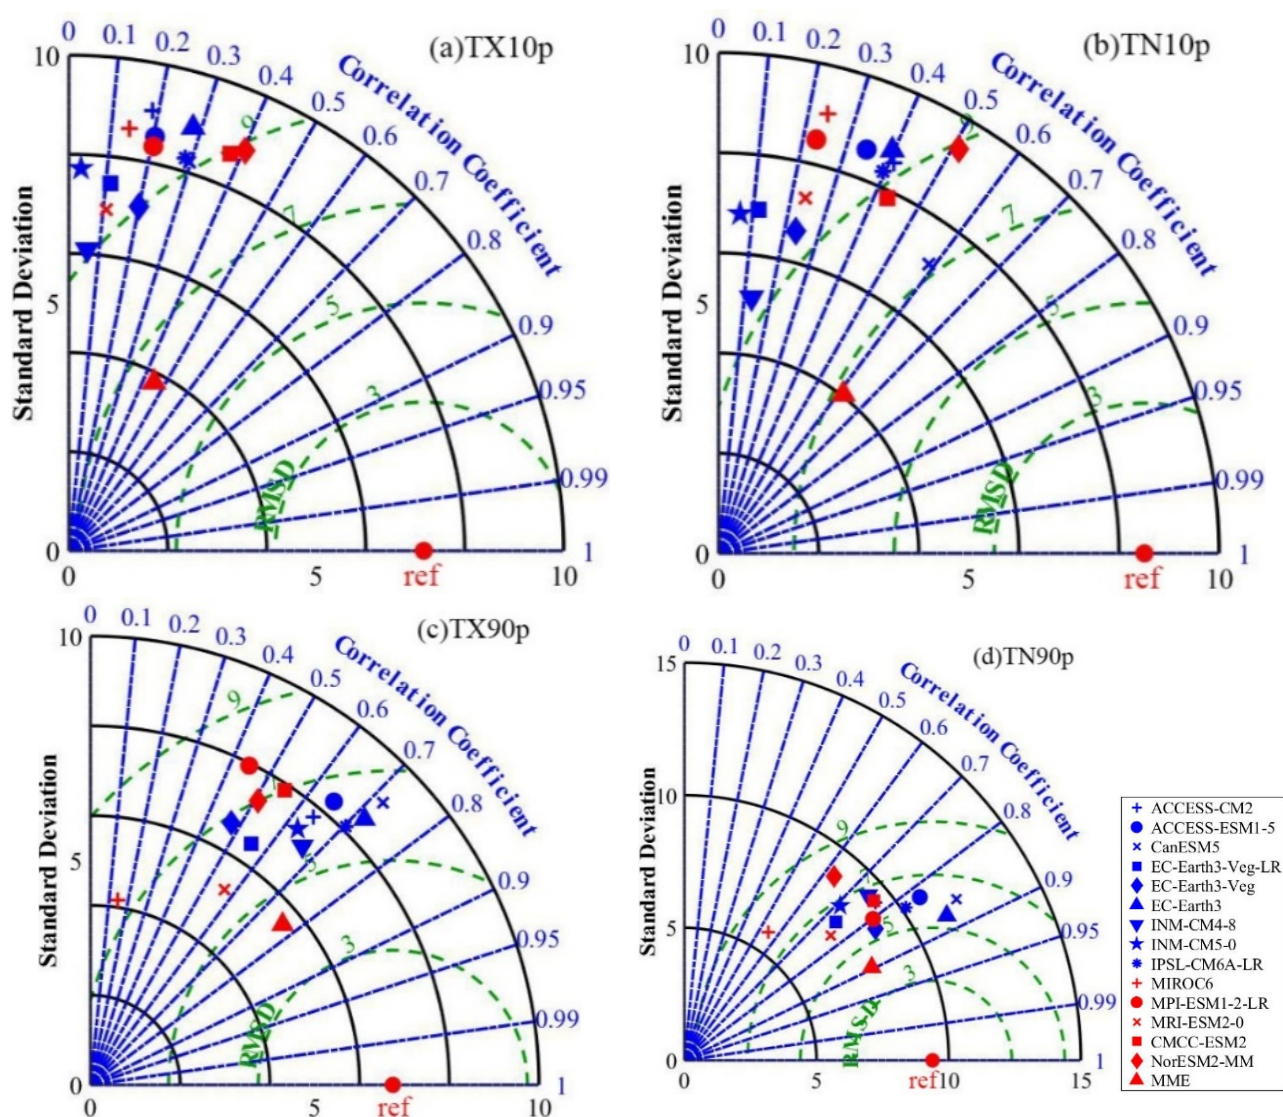 (a)TX10p
0
0.1
0.2
0.3
0.4
0.5
0.6
0.7
0.8
0.9
0.95
0.99
1
Correlation Coefficient
Standard Deviation
10
5
0
0
5
10
9
7
5
3
RMSD
ref
(b)TN10p
0
0.1
0.2
0.3
0.4
0.5
0.6
0.7
0.8
0.9
0.95
0.99
1
Correlation Coefficient
Standard Deviation
10
5
0
0
5
10
9
7
5
3
RMSD
ref
(c)TX90p
0
0.1
0.2
0.3
0.4
0.5
0.6
0.7
0.8
0.9
0.95
0.99
1
Correlation Coefficient
Standard Deviation
10
5
0
0
5
10
9
7
5
3
RMSD
ref
(d)TN90p
0
0.1
0.2
0.3
0.4
0.5
0.6
0.7
0.8
0.9
0.95
0.99
1
Correlation Coefficient
Standard Deviation
15
10
5
0
0
5
10
15
9
7
5
3
RMSD
ref
ACCESS-CM2
ACCESS-ESM1-5
CanESM5
EC-Earth3-Veg-LR
EC-Earth3-Veg
EC-Earth3
INM-CM4-8
INM-CM5-0
IPSL-CM6A-LR
MIROC6
MPI-ESM1-2-LR
MRI-ESM2-0
CMCC-ESM2
NorESM2-MM
MME